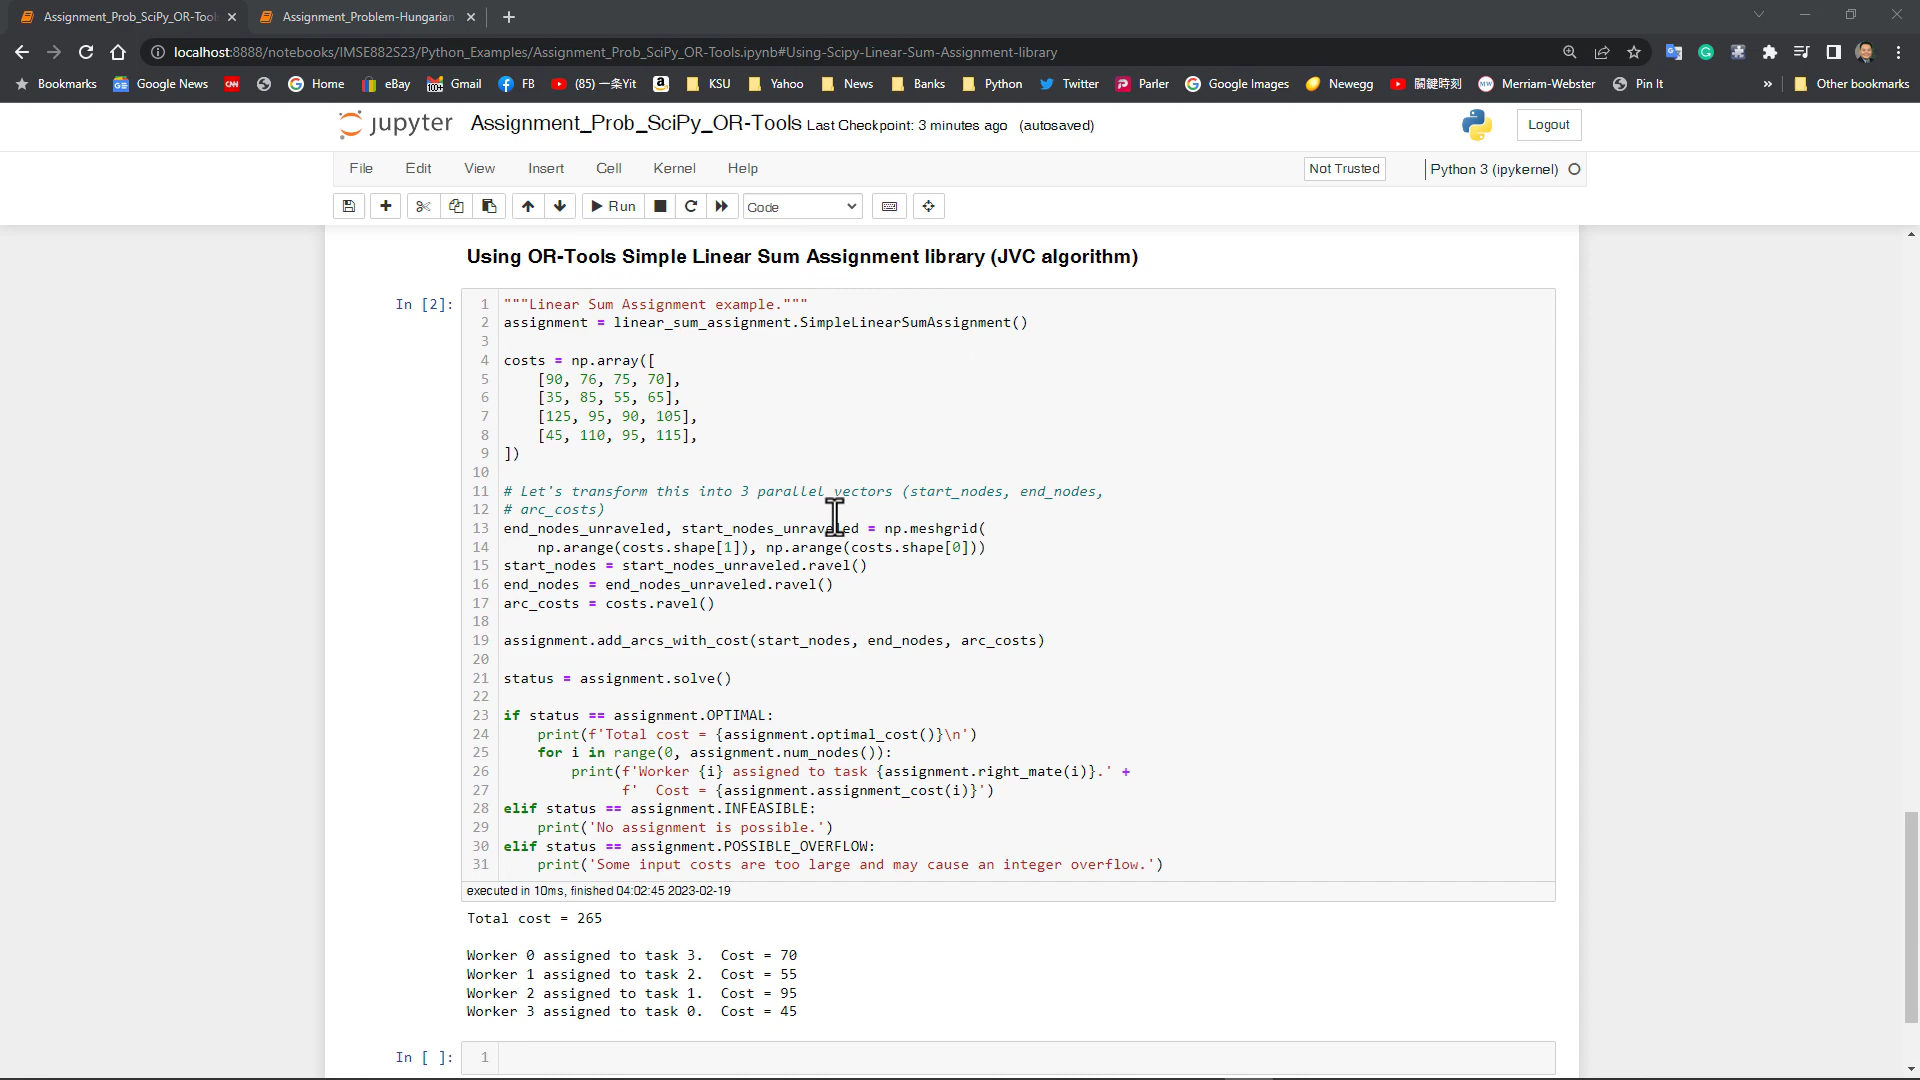 Assignment_Prob_SciPy_OR-Tool
Assignment_Problem-Hungarian
localhost:8888/notebooks/IMSE882S23/Python_Examples/Assignment_Prob_SciPy_OR-Tools.ipynb#Using-Scipy-Linear-Sum-Assignment-library
Bookmarks Google News CNN Home eBay 100+ Gmail FB (85) 一条Yit KSU Yahoo News Banks Python Twitter Parler Google Images Newegg 關鍵時刻 Merriam-Webster Pin It » Other bookmarks
jupyter Assignment_Prob_SciPy_OR-Tools Last Checkpoint: 3 minutes ago (autosaved) Logout
File Edit View Insert Cell Kernel Help Not Trusted Python 3 (ipykernel)
Run Code
Using OR-Tools Simple Linear Sum Assignment library (JVC algorithm)
In [2]: 1 """Linear Sum Assignment example."""
2 assignment = linear_sum_assignment.SimpleLinearSumAssignment()
3
4 costs = np.array([
5 [90, 76, 75, 70],
6 [35, 85, 55, 65],
7 [125, 95, 90, 105],
8 [45, 110, 95, 115],
9 ])
10
11 # Let's transform this into 3 parallel vectors (start_nodes, end_nodes,
12 # arc_costs)
13 end_nodes_unraveled, start_nodes_unraveled = np.meshgrid(
14 np.arange(costs.shape[1]), np.arange(costs.shape[0]))
15 start_nodes = start_nodes_unraveled.ravel()
16 end_nodes = end_nodes_unraveled.ravel()
17 arc_costs = costs.ravel()
18
19 assignment.add_arcs_with_cost(start_nodes, end_nodes, arc_costs)
20
21 status = assignment.solve()
22
23 if status == assignment.OPTIMAL:
24 print(f'Total cost = {assignment.optimal_cost()}\n')
25 for i in range(0, assignment.num_nodes()):
26 print(f'Worker {i} assigned to task {assignment.right_mate(i)}.' +
27 f' Cost = {assignment.assignment_cost(i)}')
28 elif status == assignment.INFEASIBLE:
29 print('No assignment is possible.')
30 elif status == assignment.POSSIBLE_OVERFLOW:
31 print('Some input costs are too large and may cause an integer overflow.')
executed in 10ms, finished 04:02:45 2023-02-19
Total cost = 265
Worker 0 assigned to task 3. Cost = 70
Worker 1 assigned to task 2. Cost = 55
Worker 2 assigned to task 1. Cost = 95
Worker 3 assigned to task 0. Cost = 45
In [ ]: 1